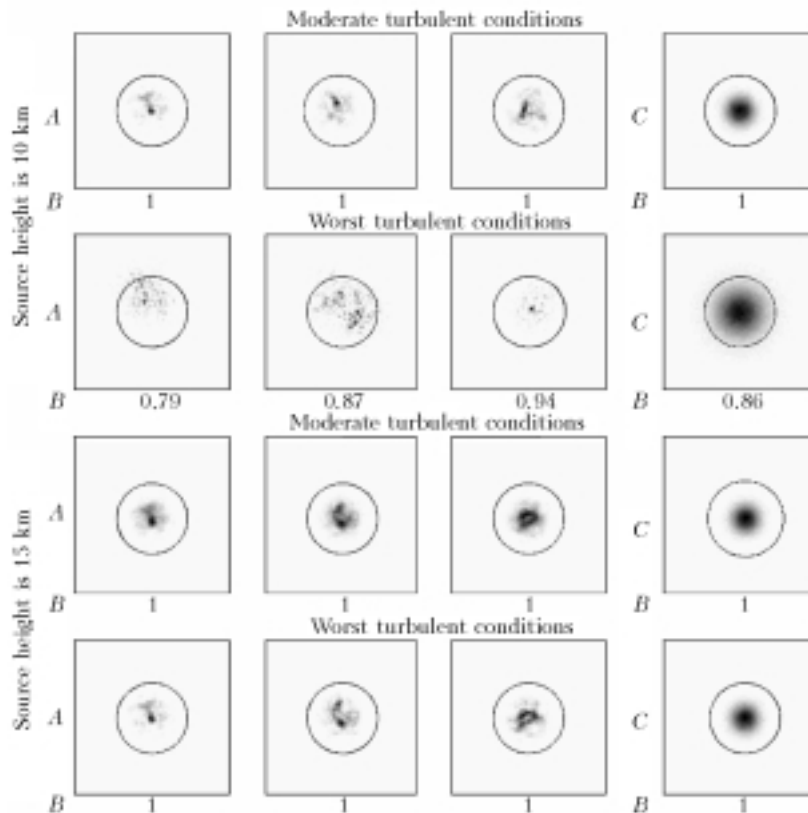 Moderate turbulent conditions
Source height is 10 km
A C
B 1 1 1 B 1
Worst turbulent conditions
A C
B 0.79 0.87 0.94 B 0.86
Moderate turbulent conditions
Source height is 15 km
A C
B 1 1 1 B 1
Worst turbulent conditions
A C
B 1 1 1 B 1